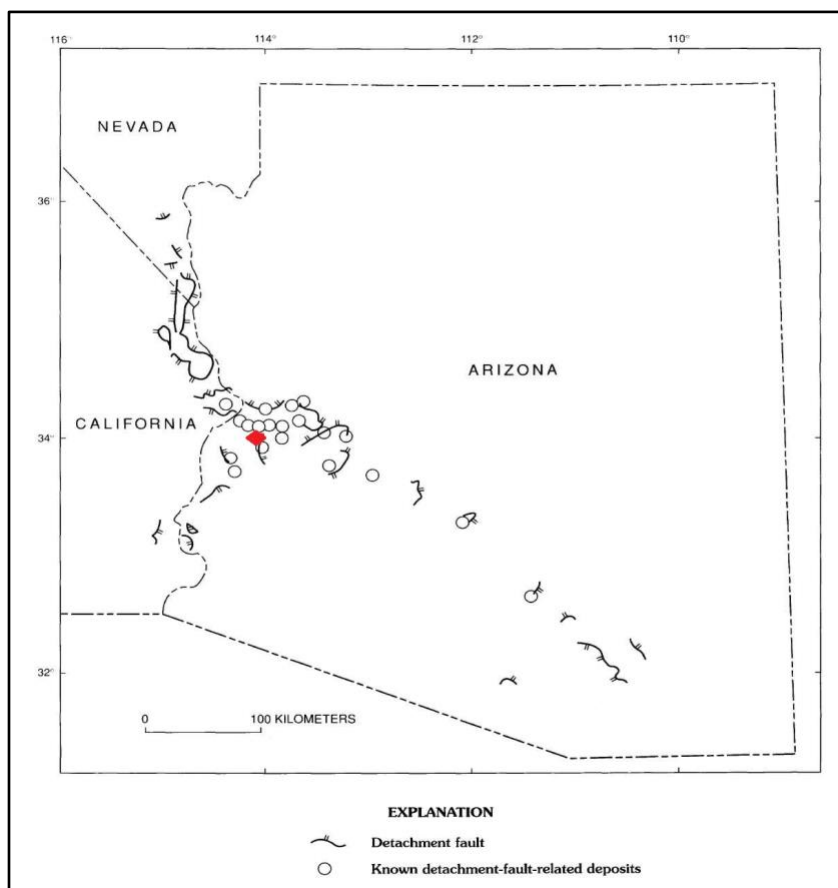 116° 114° 112° 110°
NEVADA
36°
ARIZONA
CALIFORNIA
34°
32°
0 100 KILOMETERS
EXPLANATION
Detachment fault
Known detachment-fault-related deposits